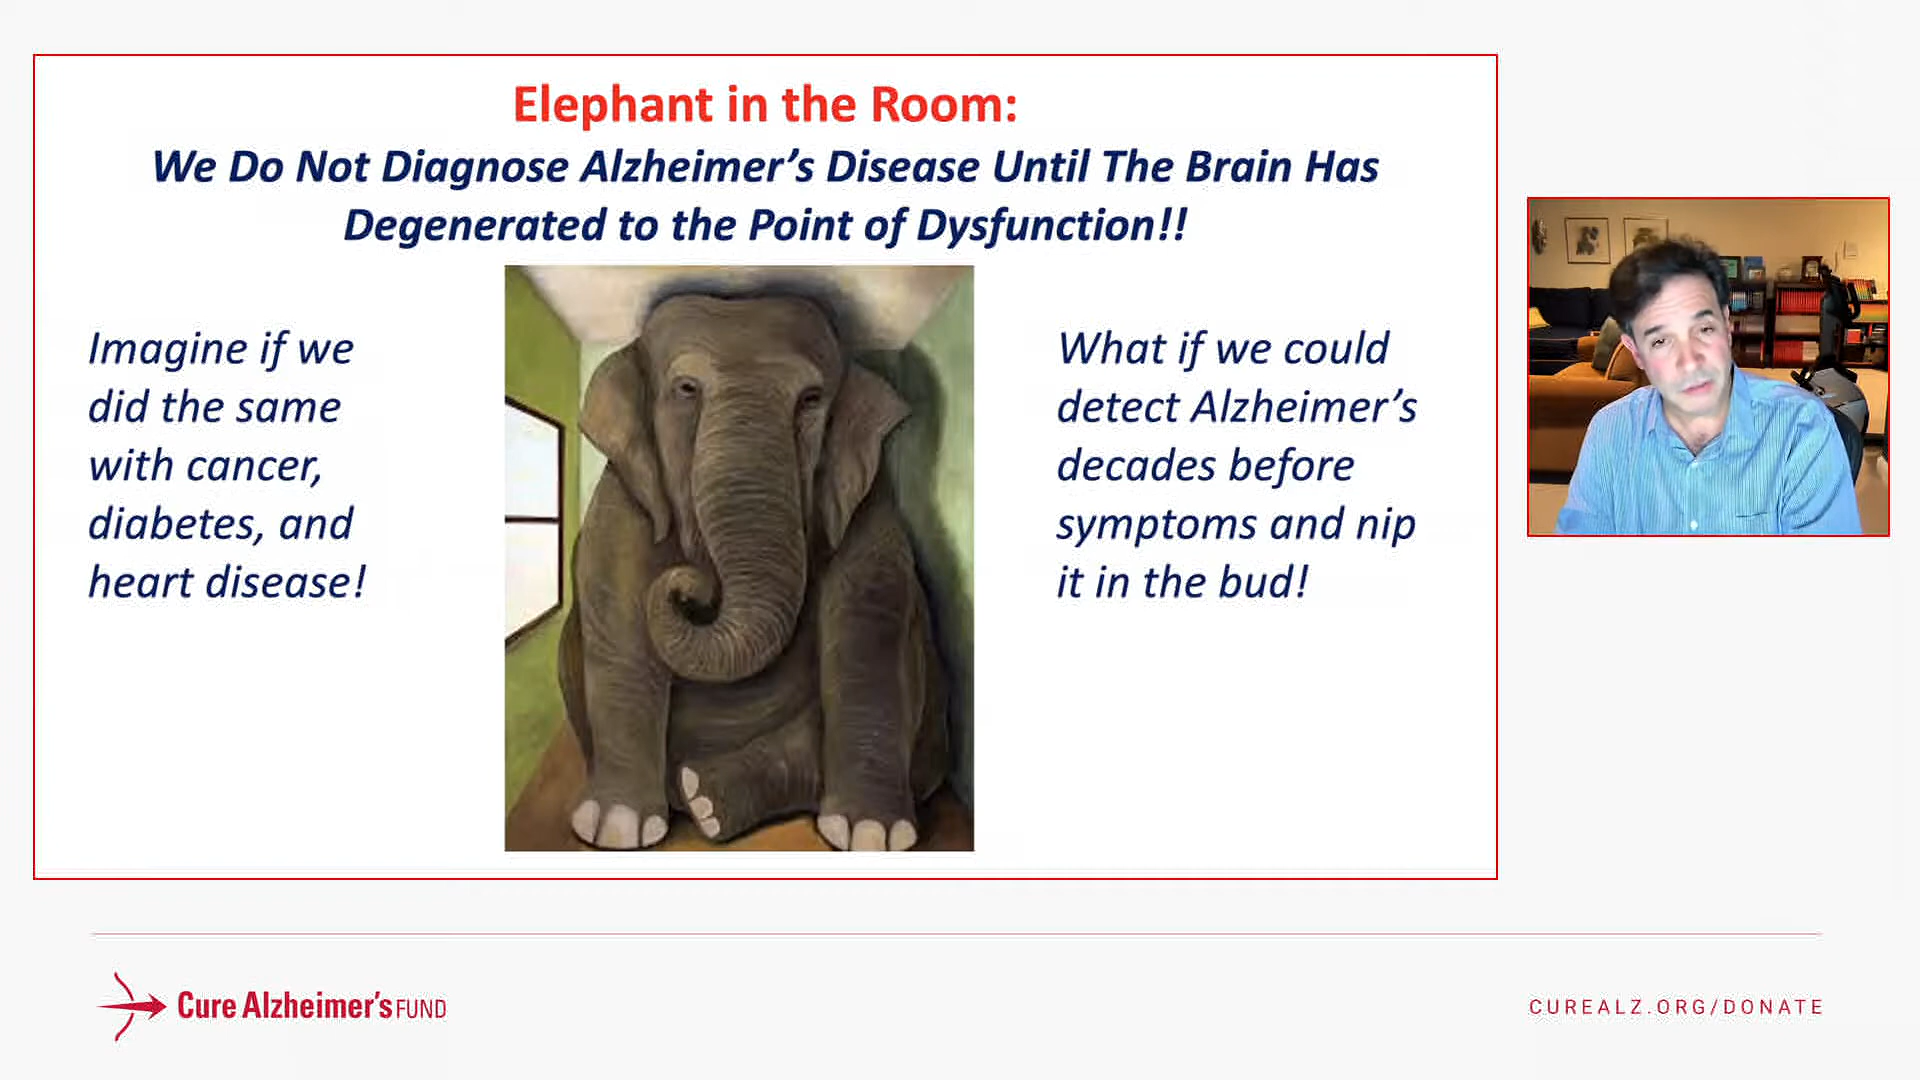 Elephant in the Room:
We Do Not Diagnose Alzheimer’s Disease Until The Brain Has
Degenerated to the Point of Dysfunction!!
Imagine if we
did the same
with cancer,
diabetes, and
heart disease!
What if we could
detect Alzheimer’s
decades before
symptoms and nip
it in the bud!
Cure Alzheimer’s FUND
CUREALZ.ORG/DONATE